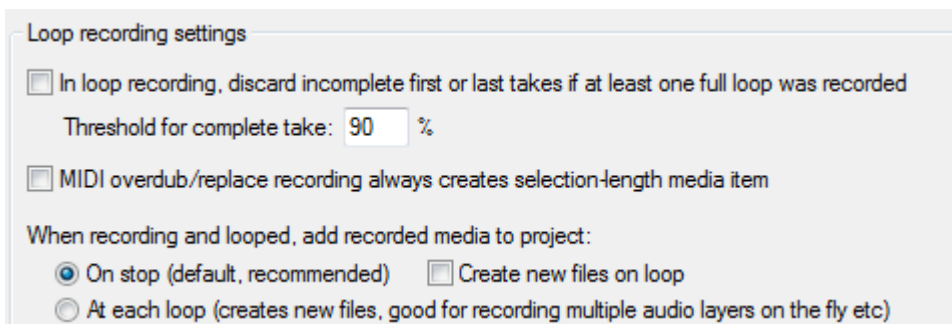 Loop recording settings
In loop recording, discard incomplete first or last takes if at least one full loop was recorded
Threshold for complete take: 90 %
MIDI overdub/replace recording always creates selection-length media item
When recording and looped, add recorded media to project:
On stop (default, recommended) Create new files on loop
At each loop (creates new files, good for recording multiple audio layers on the fly etc)